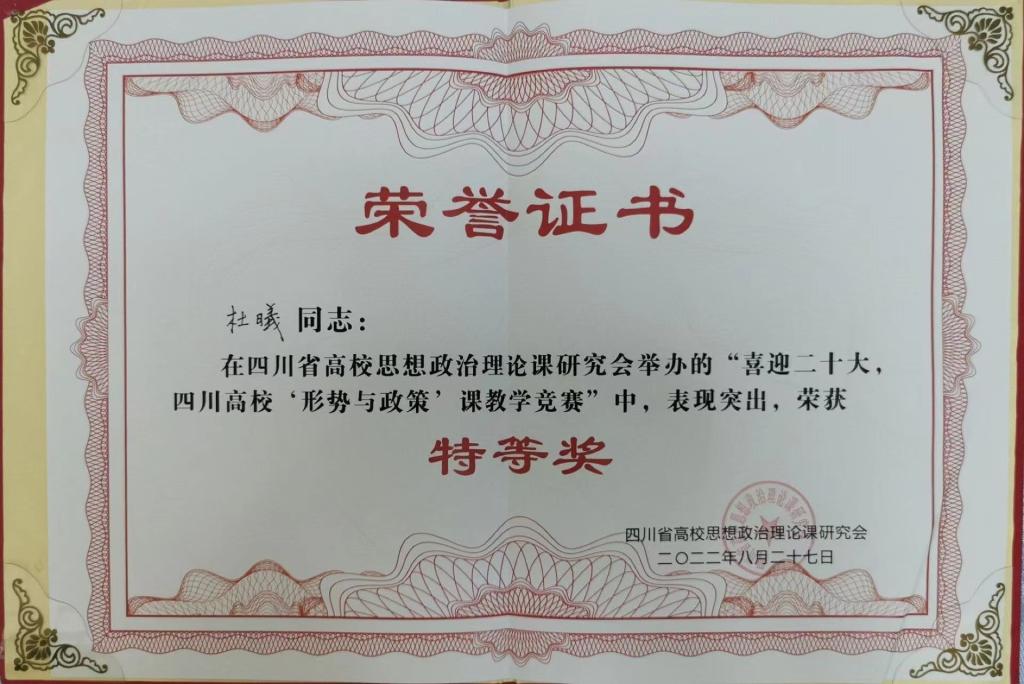 荣誉证书
杜曦 同志：
在四川省高校思想政治理论课研究会举办的“喜迎二十大，
四川高校‘形势与政策’课教学竞赛”中，表现突出，荣获
特等奖
四川省高校思想政治理论课研究会
二〇二二年八月二十七日